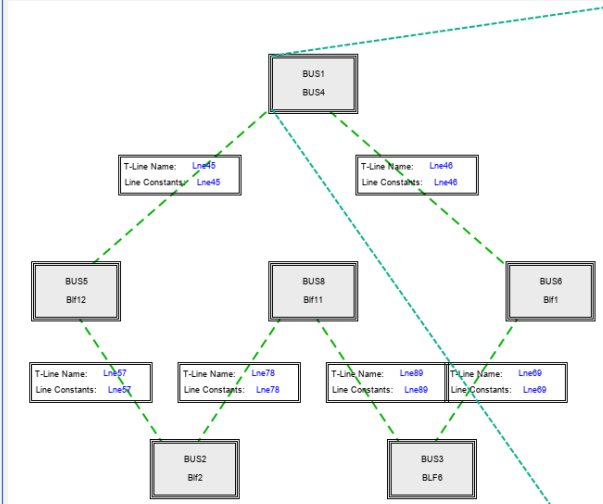 BUS1
BUS4
T-Line Name: Lne45
Line Constants: Lne45
T-Line Name: Lne46
Line Constants: Lne46
BUS5
Blf12
BUS8
Blf11
BUS6
Blf1
T-Line Name: Lne57
Line Constants: Lne57
T-Line Name: Lne78
Line Constants: Lne78
T-Line Name: Lne89
Line Constants: Lne89
T-Line Name: Lne69
Line Constants: Lne69
BUS2
Blf2
BUS3
BLF6